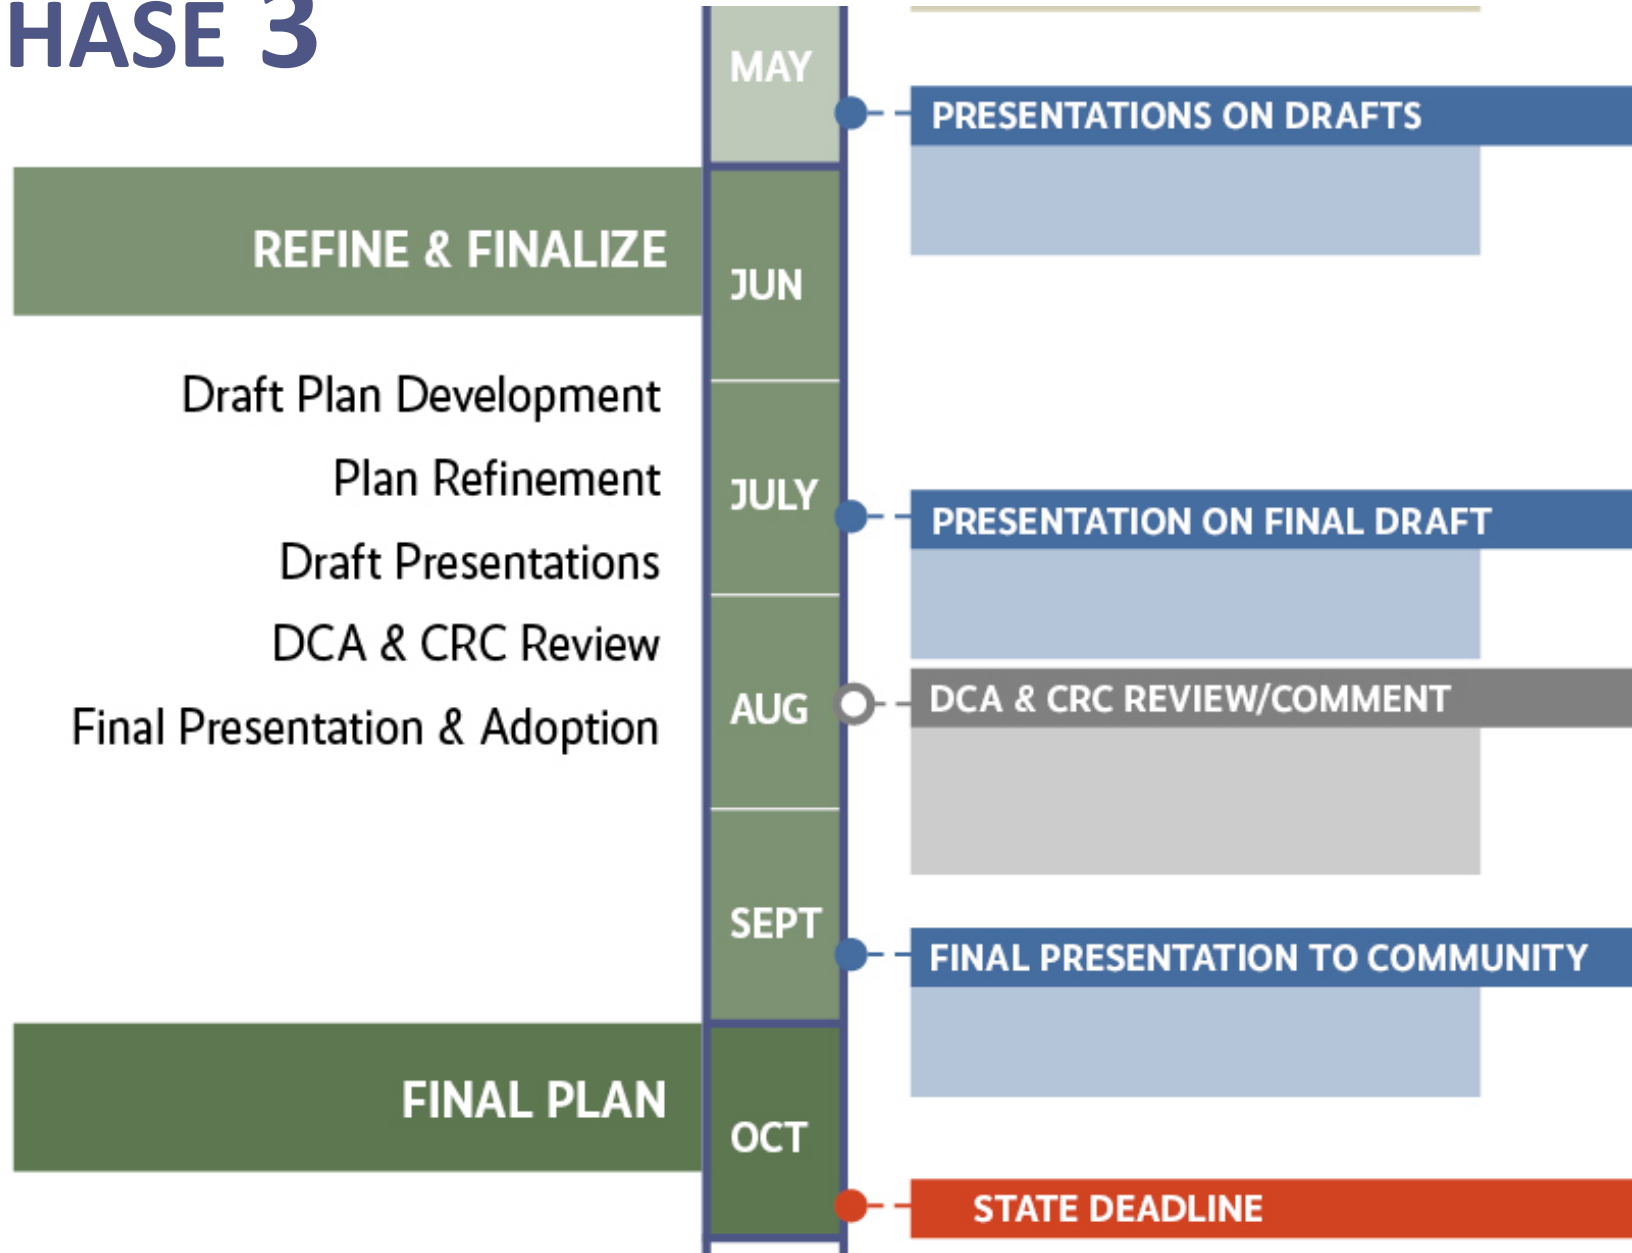 HASE 3
MAY
PRESENTATIONS ON DRAFTS
REFINE & FINALIZE
JUN
Draft Plan Development
Plan Refinement
JULY
PRESENTATION ON FINAL DRAFT
Draft Presentations
DCA & CRC Review
AUG
DCA & CRC REVIEW/COMMENT
Final Presentation & Adoption
SEPT
FINAL PRESENTATION TO COMMUNITY
FINAL PLAN
OCT
STATE DEADLINE